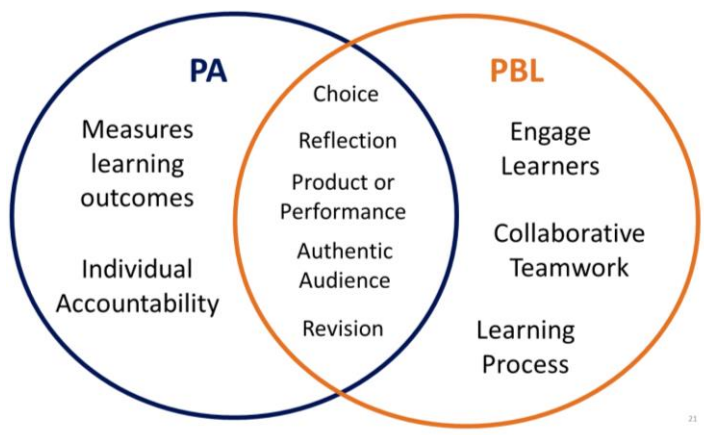 PA
Measures
learning
outcomes
Individual
Accountability
Choice
Reflection
Product or
Performance
Authentic
Audience
Revision
PBL
Engage
Learners
Collaborative
Teamwork
Learning
Process
21